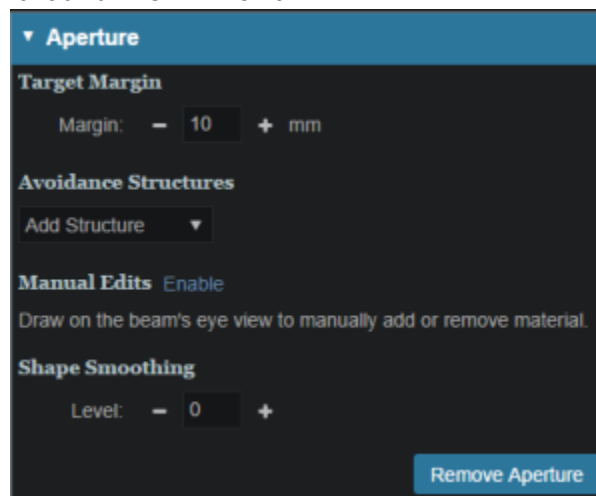 Aperture
Target Margin
Margin: − 10 + mm
Avoidance Structures
Add Structure
Manual Edits Enable
Draw on the beam's eye view to manually add or remove material.
Shape Smoothing
Level: − 0 +
Remove Aperture